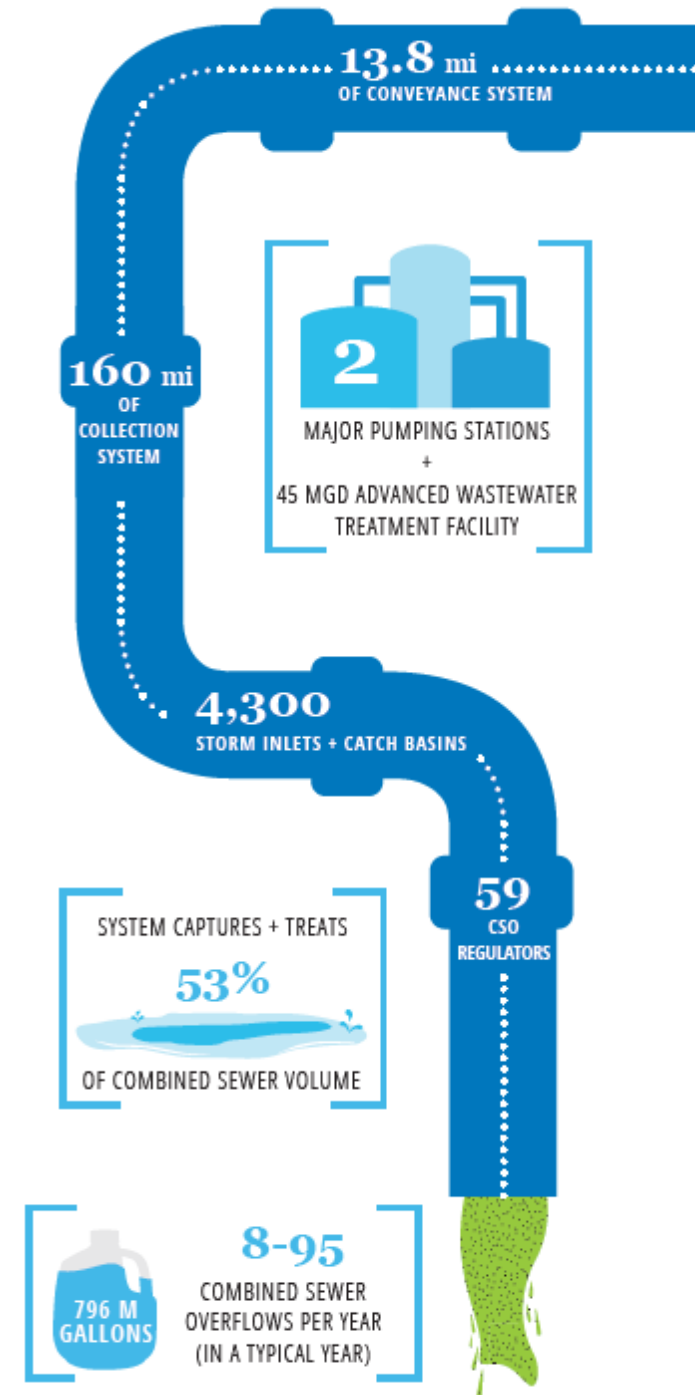 13.8 mi
OF CONVEYANCE SYSTEM
2
MAJOR PUMPING STATIONS
+
45 MGD ADVANCED WASTEWATER
TREATMENT FACILITY
160 mi
OF
COLLECTION
SYSTEM
4,300
STORM INLETS + CATCH BASINS
59
CSO
REGULATORS
SYSTEM CAPTURES + TREATS
53%
OF COMBINED SEWER VOLUME
796 M
GALLONS
8-95
COMBINED SEWER
OVERFLOWS PER YEAR
(IN A TYPICAL YEAR)